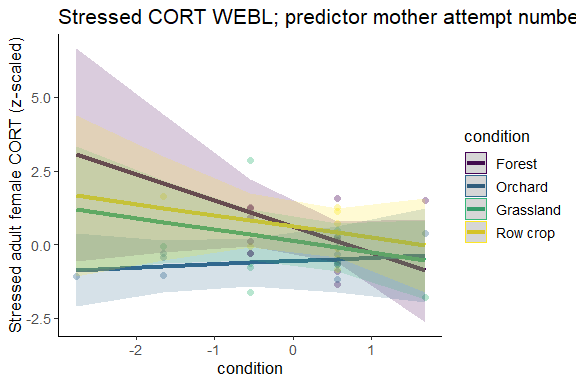 Stressed CORT WEBL; predictor mother attempt numbe
Stressed adult female CORT (z-scaled)
5.0
2.5
0.0
-2.5
-2
-1
0
1
condition
condition
Forest
Orchard
Grassland
Row crop